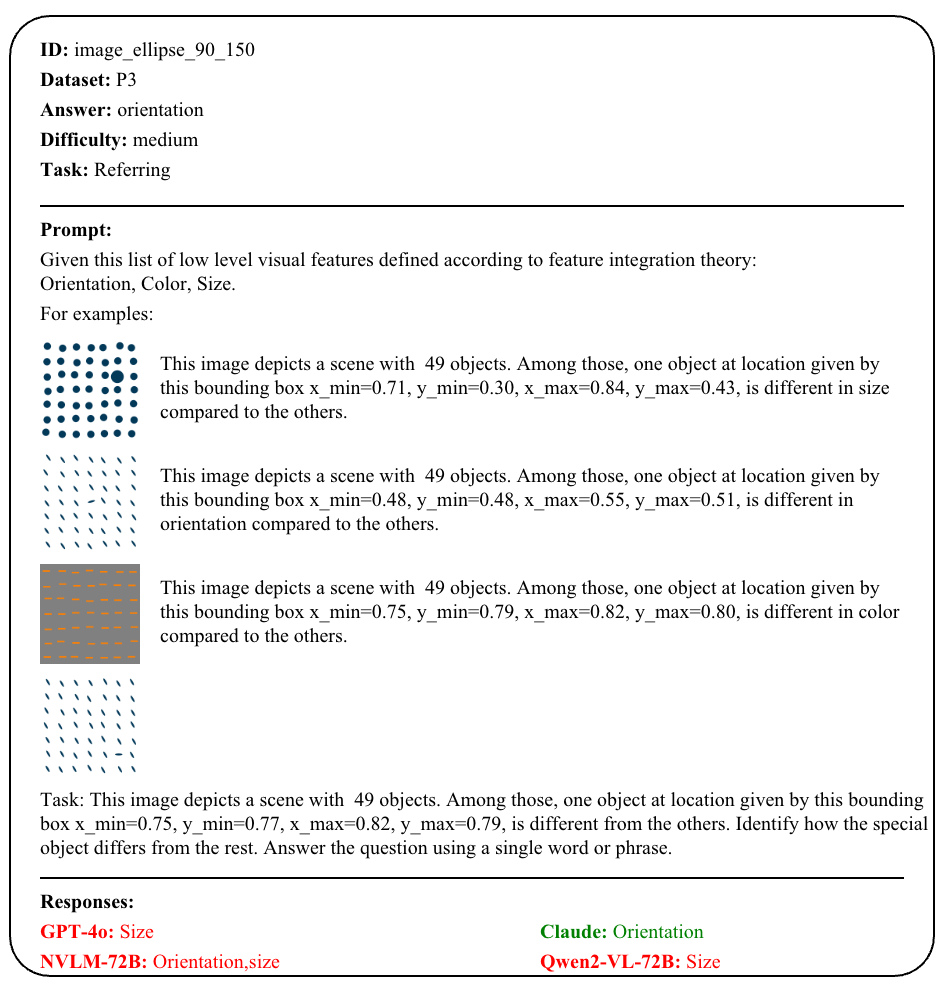 ID: image_ellipse_90_150
Dataset: P3
Answer: orientation
Difficulty: medium
Task: Referring
Prompt:
Given this list of low level visual features defined according to feature integration theory:
Orientation, Color, Size.
For examples:
This image depicts a scene with  49 objects. Among those, one object at location given by
this bounding box x_min=0.71, y_min=0.30, x_max=0.84, y_max=0.43, is different in size
compared to the others.
This image depicts a scene with  49 objects. Among those, one object at location given by
this bounding box x_min=0.48, y_min=0.48, x_max=0.55, y_max=0.51, is different in
orientation compared to the others.
This image depicts a scene with  49 objects. Among those, one object at location given by
this bounding box x_min=0.75, y_min=0.79, x_max=0.82, y_max=0.80, is different in color
compared to the others.
Task: This image depicts a scene with  49 objects. Among those, one object at location given by this bounding
box x_min=0.75, y_min=0.77, x_max=0.82, y_max=0.79, is different from the others. Identify how the special
object differs from the rest. Answer the question using a single word or phrase.
Responses:
GPT-4o: Size
Claude: Orientation
NVLM-72B: Orientation,size
Qwen2-VL-72B: Size